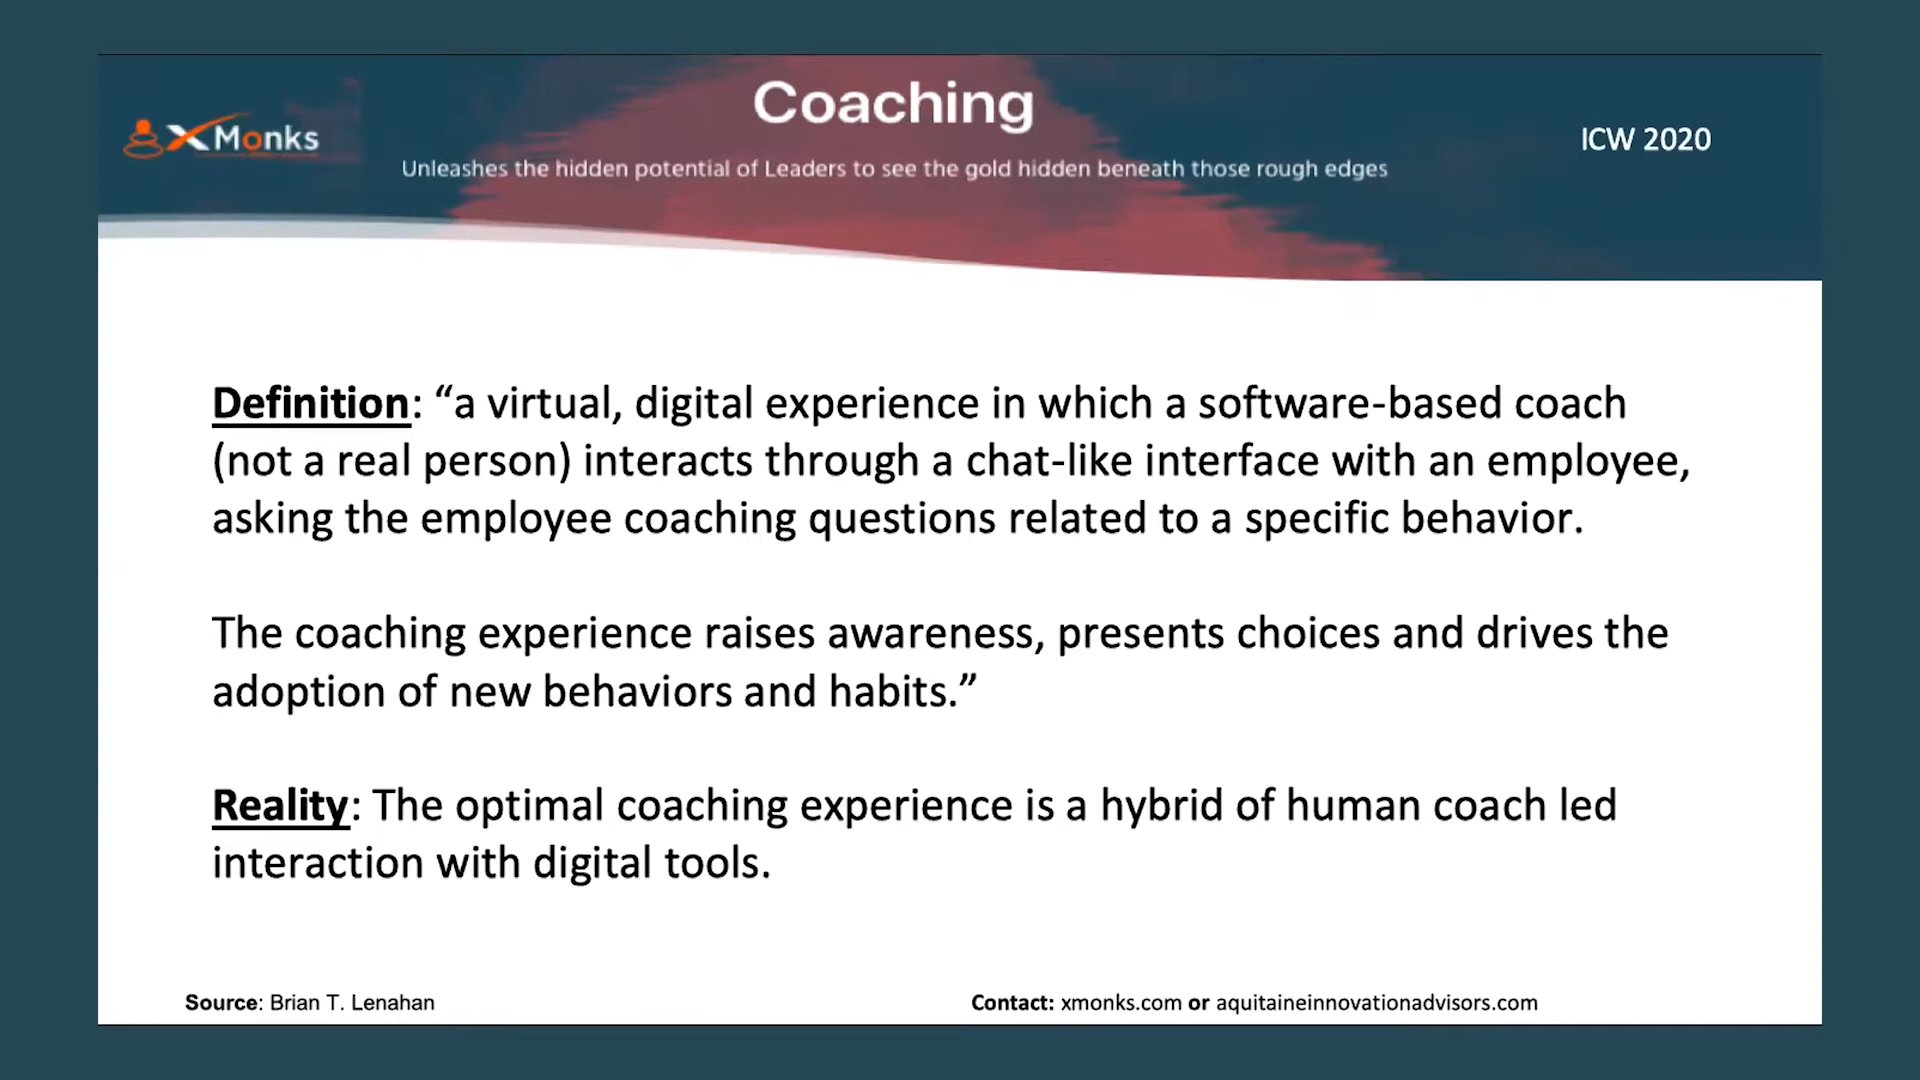 Coaching
XMonks
ICW 2020
Unleashes the hidden potential of Leaders to see the gold hidden beneath those rough edges
Definition: “a virtual, digital experience in which a software-based coach
(not a real person) interacts through a chat-like interface with an employee,
asking the employee coaching questions related to a specific behavior.
The coaching experience raises awareness, presents choices and drives the
adoption of new behaviors and habits.”
Reality: The optimal coaching experience is a hybrid of human coach led
interaction with digital tools.
Source: Brian T. Lenahan
Contact: xmonks.com or aquitaineinnovationadvisors.com